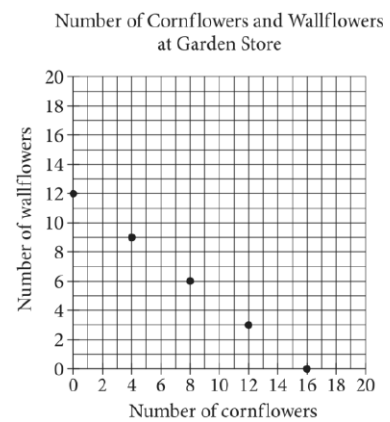 Number of Cornflowers and Wallflowers
at Garden Store
Number of wallflowers
20
18
16
14
12
10
8
6
4
2
0
0 2 4 6 8 10 12 14 16 18 20
Number of cornflowers